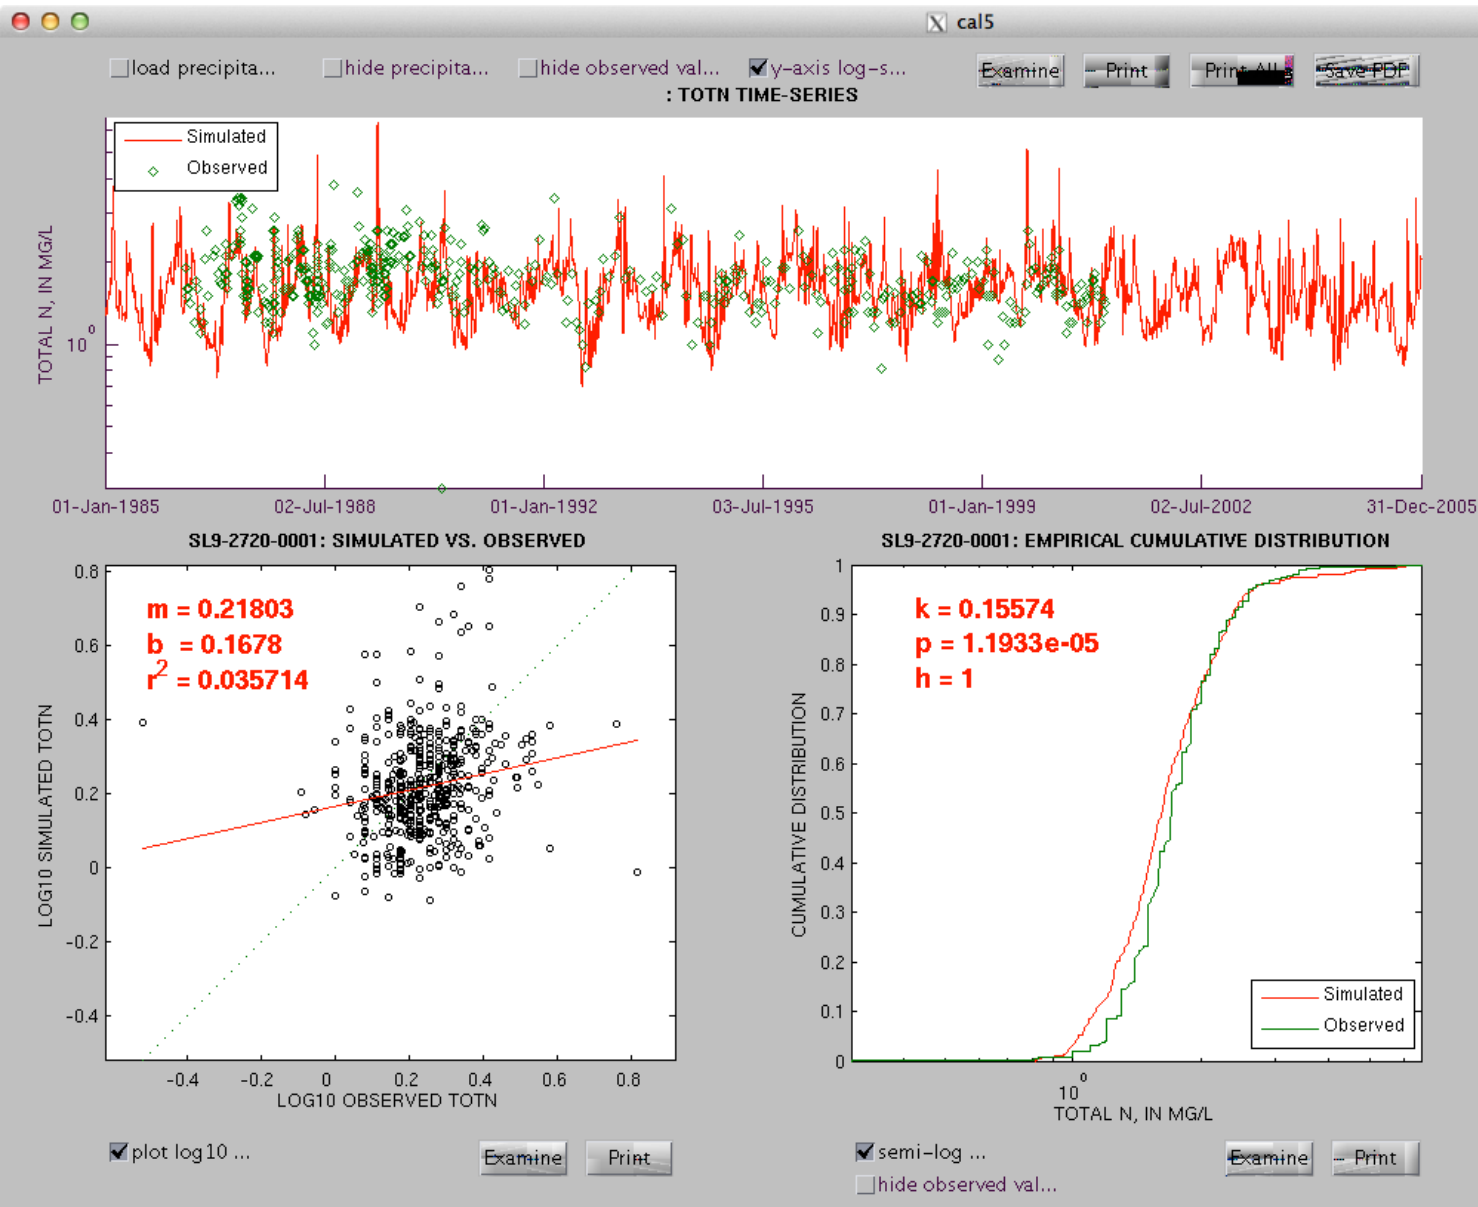 cal5
load precipita...
hide precipita...
hide observed val...
y-axis log-s...
Examine
Print
Print All
Save PDF
: TOTN TIME-SERIES
Simulated
Observed
TOTAL N, IN MG/L
10^0
01-Jan-1985
02-Jul-1988
01-Jan-1992
03-Jul-1995
01-Jan-1999
02-Jul-2002
31-Dec-2005
SL9-2720-0001: SIMULATED VS. OBSERVED
m = 0.21803
b = 0.1678
r^2 = 0.035714
LOG10 SIMULATED TOTN
0.8
0.6
0.4
0.2
0
-0.2
-0.4
-0.4
-0.2
0
0.2
0.4
0.6
0.8
LOG10 OBSERVED TOTN
plot log10 ...
Examine
Print
SL9-2720-0001: EMPIRICAL CUMULATIVE DISTRIBUTION
k = 0.15574
p = 1.1933e-05
h = 1
CUMULATIVE DISTRIBUTION
1
0.9
0.8
0.7
0.6
0.5
0.4
0.3
0.2
0.1
0
Simulated
Observed
10^0
TOTAL N, IN MG/L
semi-log ...
hide observed val...
Examine
Print